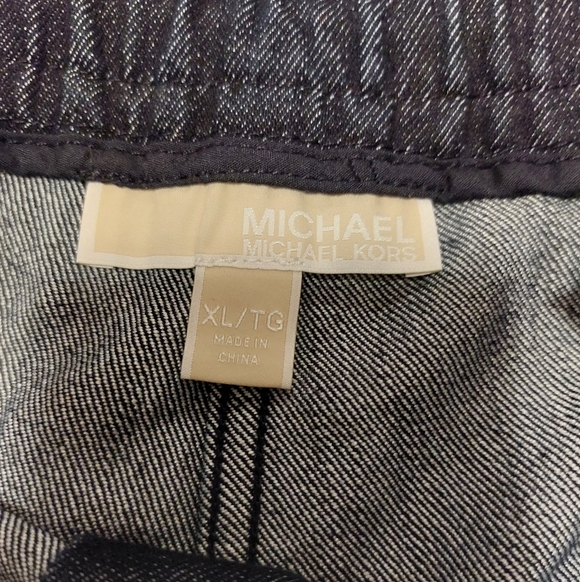 MICHAEL
MICHAEL KORS
XL/TG
MADE IN
CHINA